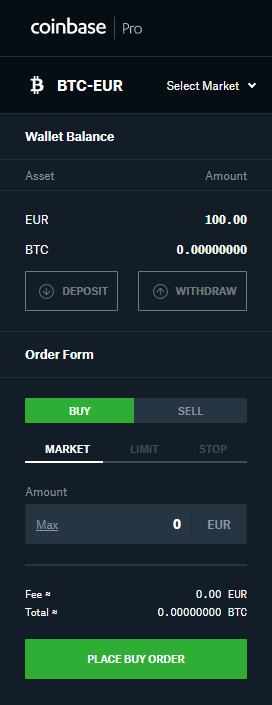 coinbase Pro
BTC-EUR Select Market
Wallet Balance
Asset Amount
EUR 100.00
BTC 0.00000000
DEPOSIT WITHDRAW
Order Form
BUY SELL
MARKET LIMIT STOP
Amount
Max 0 EUR
Fee ≈ 0.00 EUR
Total ≈ 0.00000000 BTC
PLACE BUY ORDER